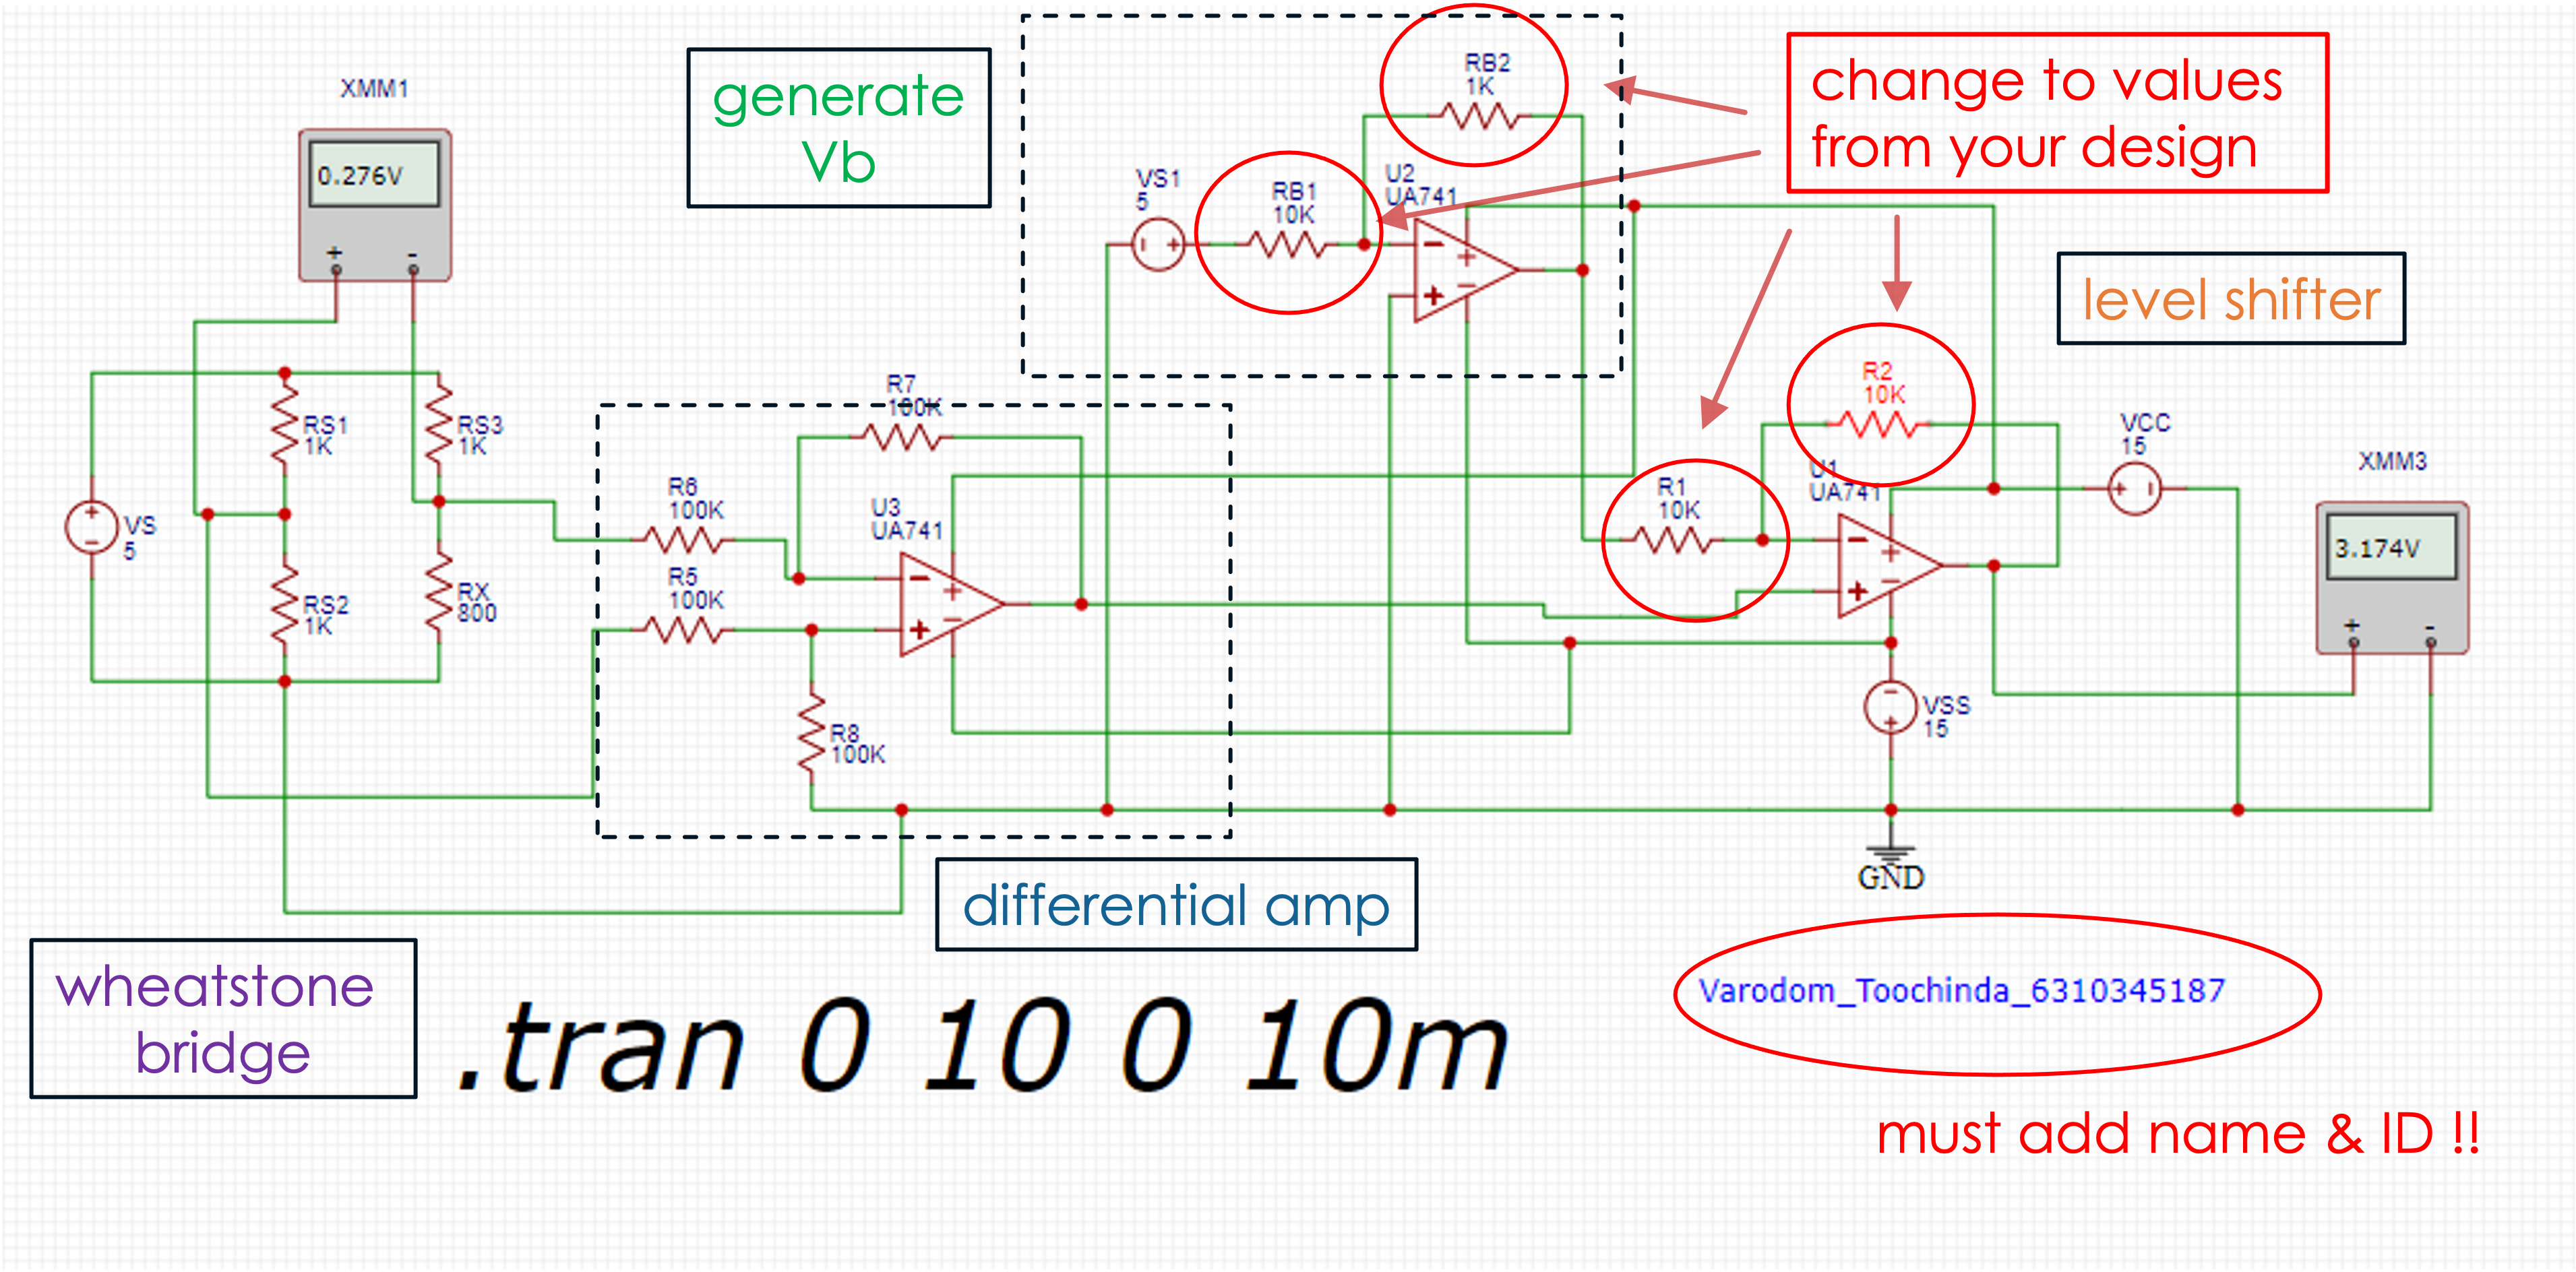 XMM1
0.276V
+ -
generate
Vb
RB2
1K
VS1
5
RB1
10K
U2
UA741
change to values
from your design
level shifter
RS1
1K
RS3
1K
VS
5
RS2
1K
RX
800
R7
100K
R6
100K
R5
100K
U3
UA741
R8
100K
R1
10K
R2
10K
U1
UA741
VCC
15
XMM3
3.174V
+ -
VSS
15
GND
differential amp
wheatstone
bridge
.tran 0 10 0 10m
Varodom_Toochinda_6310345187
must add name & ID !!